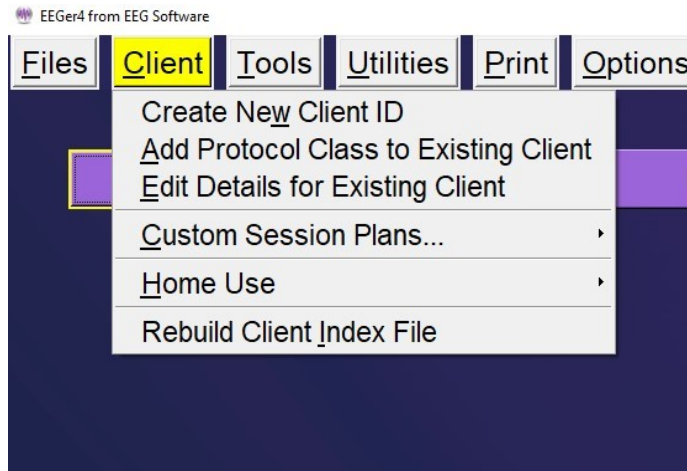 EEGer4 from EEG Software
Files Client Tools Utilities Print Options
Create New Client ID
Add Protocol Class to Existing Client
Edit Details for Existing Client
Custom Session Plans...
Home Use
Rebuild Client Index File